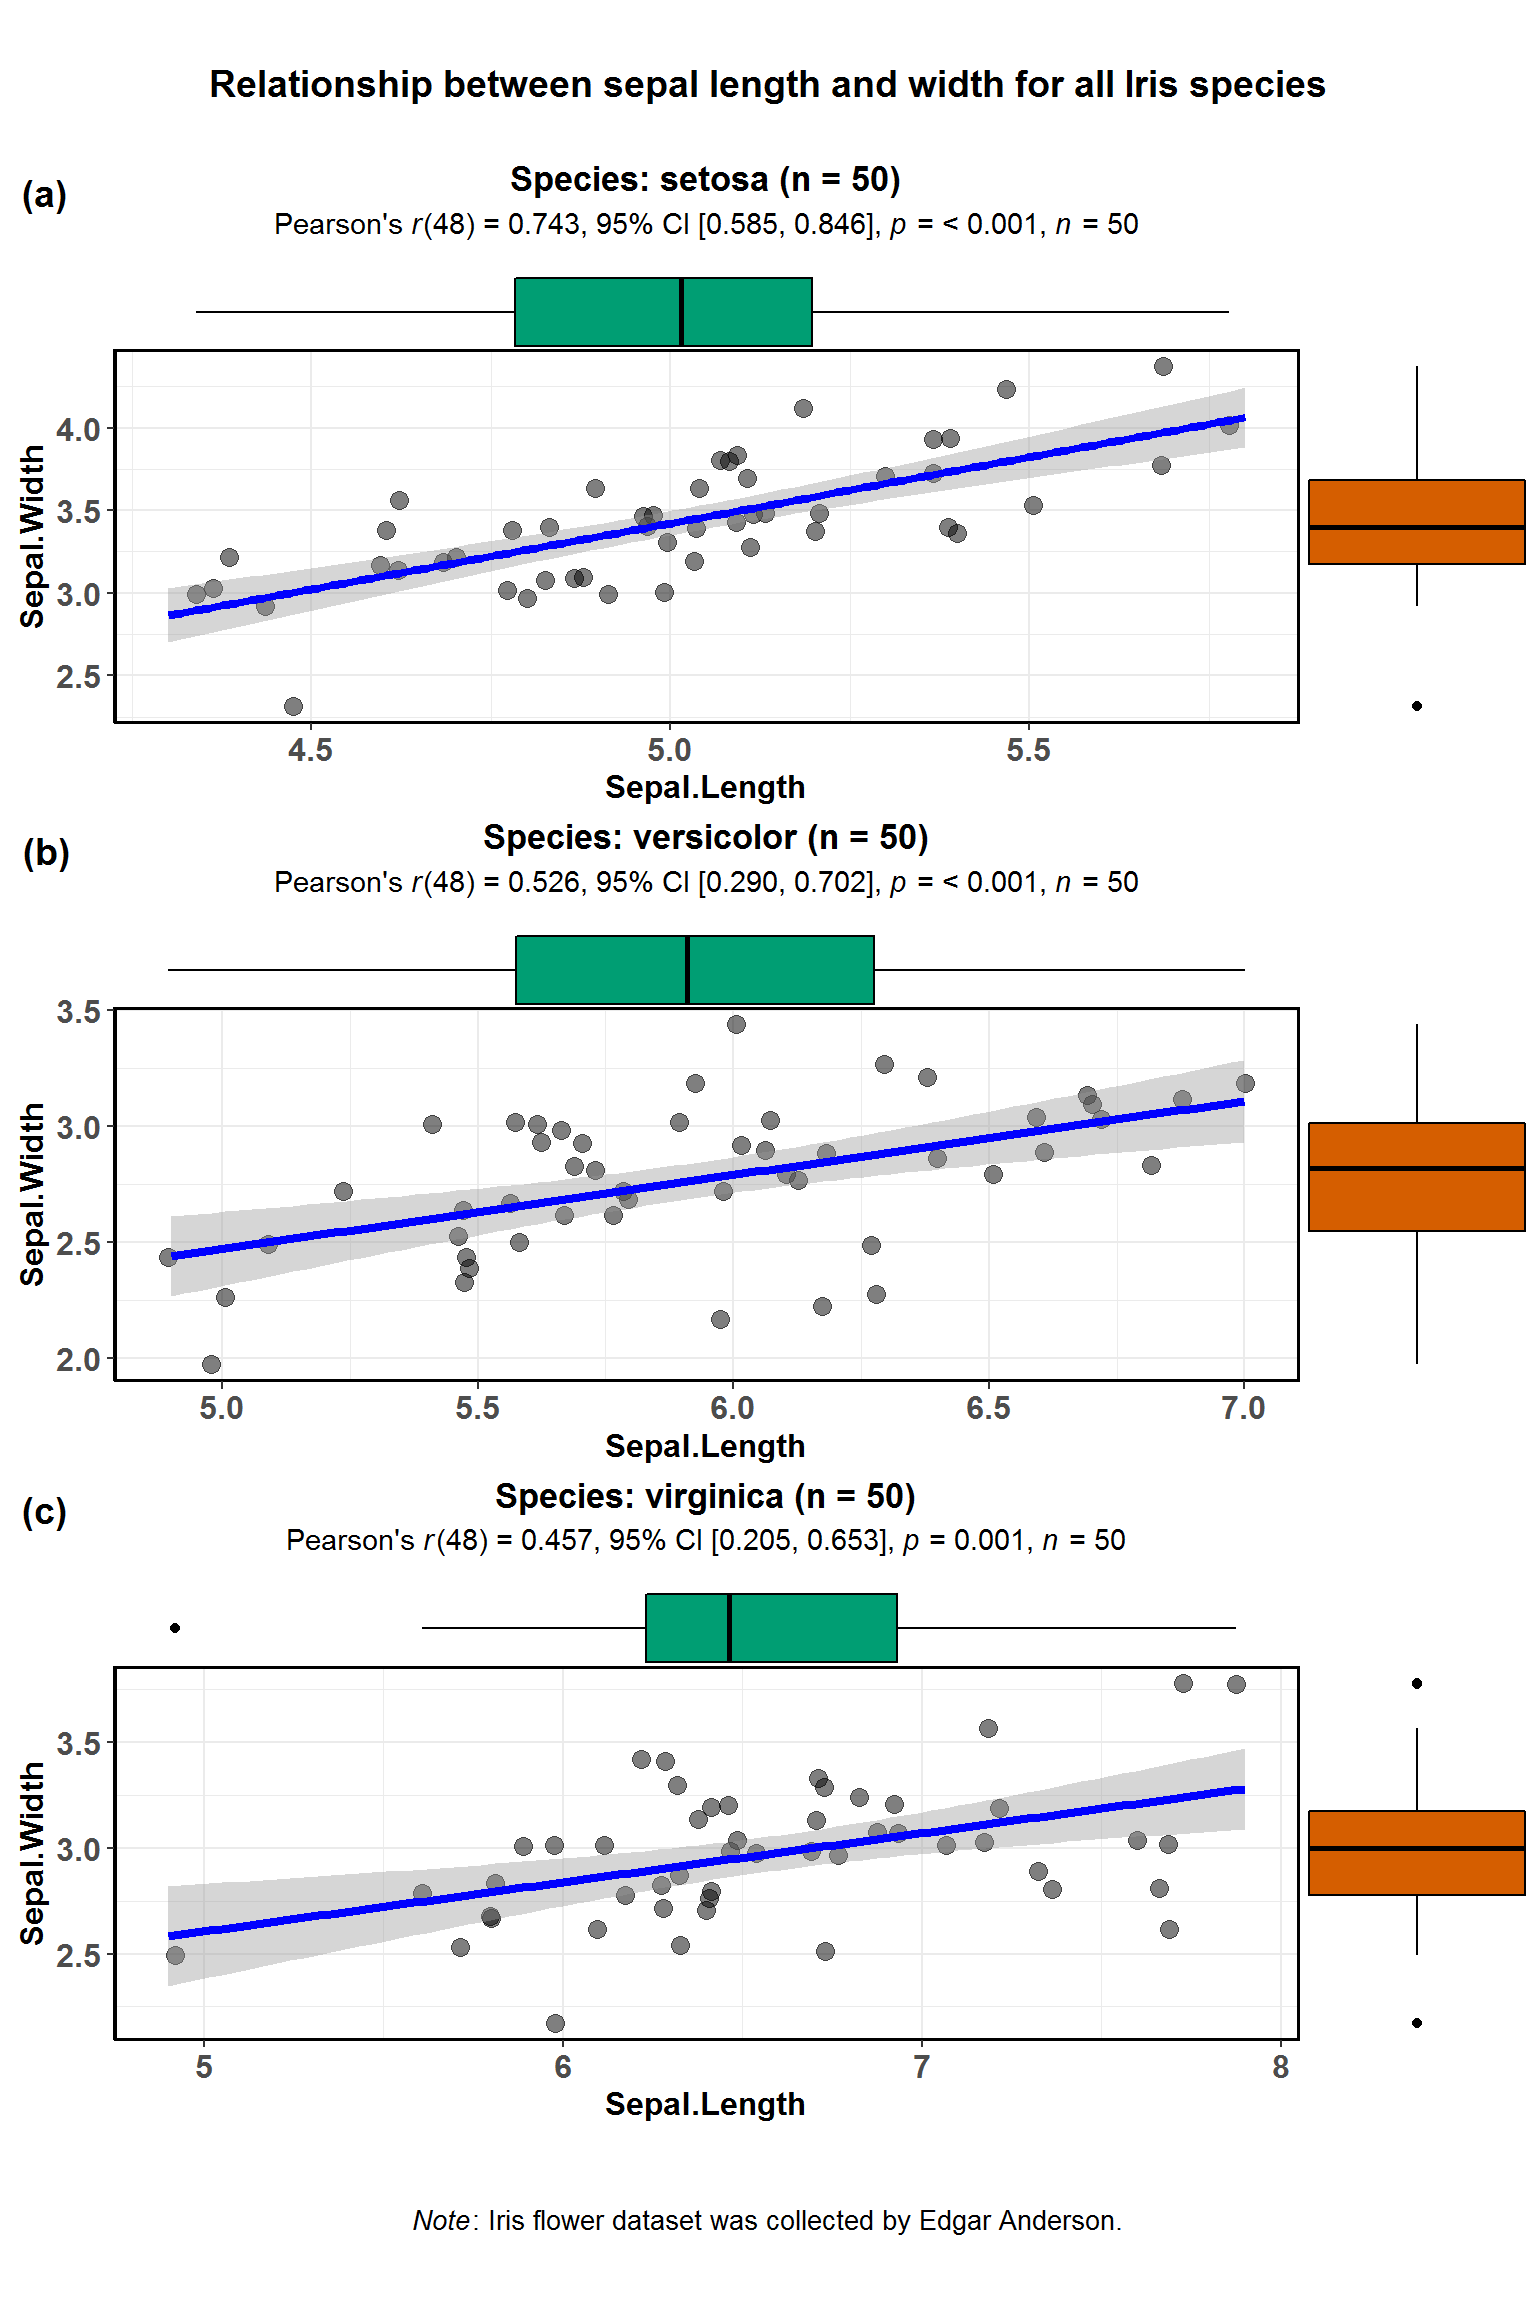 Relationship between sepal length and width for all Iris species
(a)
Species: setosa (n = 50)
Pearson's r(48) = 0.743, 95% CI [0.585, 0.846], p = < 0.001, n = 50
Sepal.Width
4.0
3.5
3.0
2.5
4.5 5.0 5.5
Sepal.Length
(b)
Species: versicolor (n = 50)
Pearson's r(48) = 0.526, 95% CI [0.290, 0.702], p = < 0.001, n = 50
Sepal.Width
3.5
3.0
2.5
2.0
5.0 5.5 6.0 6.5 7.0
Sepal.Length
(c)
Species: virginica (n = 50)
Pearson's r(48) = 0.457, 95% CI [0.205, 0.653], p = 0.001, n = 50
Sepal.Width
3.5
3.0
2.5
5 6 7 8
Sepal.Length
Note: Iris flower dataset was collected by Edgar Anderson.